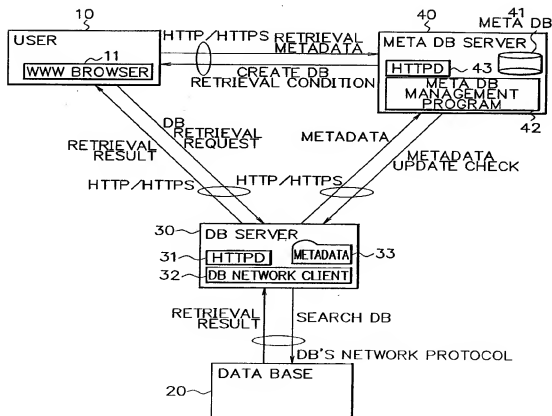 10
USER
11
WWW BROWSER
HTTP/HTTPS
RETRIEVAL
METADATA
CREATE DB
RETRIEVAL CONDITION
40
41
META DB
META DB SERVER
HTTPD
43
META DB
MANAGEMENT
PROGRAM
42
DB
RETRIEVAL
REQUEST
RETRIEVAL
RESULT
HTTP/HTTPS
METADATA
METADATA
UPDATE CHECK
HTTP/HTTPS
30
DB SERVER
31
HTTPD
METADATA
33
32
DB NETWORK CLIENT
RETRIEVAL
RESULT
SEARCH DB
DB'S NETWORK PROTOCOL
DATA BASE
20